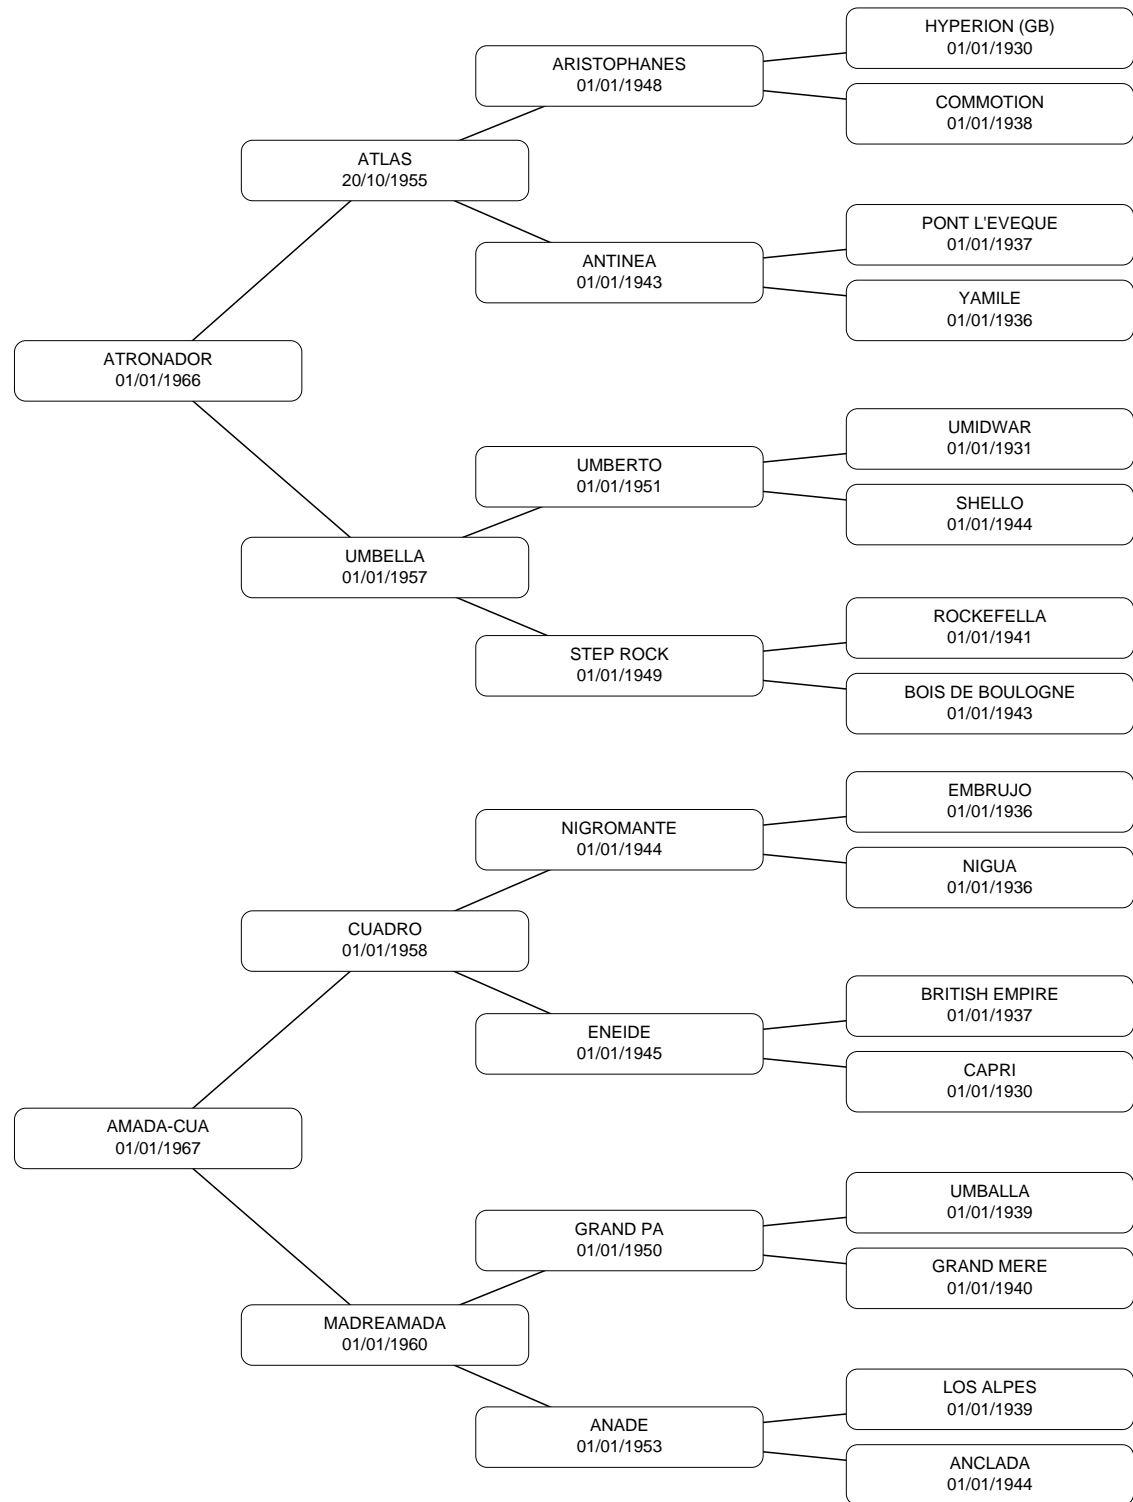 HYPERION (GB)
01/01/1930
ARISTOPHANES
01/01/1948
COMMOTION
01/01/1938
ATLAS
20/10/1955
PONT L'EVEQUE
01/01/1937
ANTINEA
01/01/1943
YAMILE
01/01/1936
ATRONADOR
01/01/1966
UMIDWAR
01/01/1931
UMBERTO
01/01/1951
SHELLO
01/01/1944
UMBELLA
01/01/1957
ROCKEFELLA
01/01/1941
STEP ROCK
01/01/1949
BOIS DE BOULOGNE
01/01/1943
EMBRUJO
01/01/1936
NIGROMANTE
01/01/1944
NIGUA
01/01/1936
CUADRO
01/01/1958
BRITISH EMPIRE
01/01/1937
ENEIDE
01/01/1945
CAPRI
01/01/1930
AMADA-CUA
01/01/1967
UMBALLA
01/01/1939
GRAND PA
01/01/1950
GRAND MERE
01/01/1940
MADREAMADA
01/01/1960
LOS ALPES
01/01/1939
ANADE
01/01/1953
ANCLADA
01/01/1944